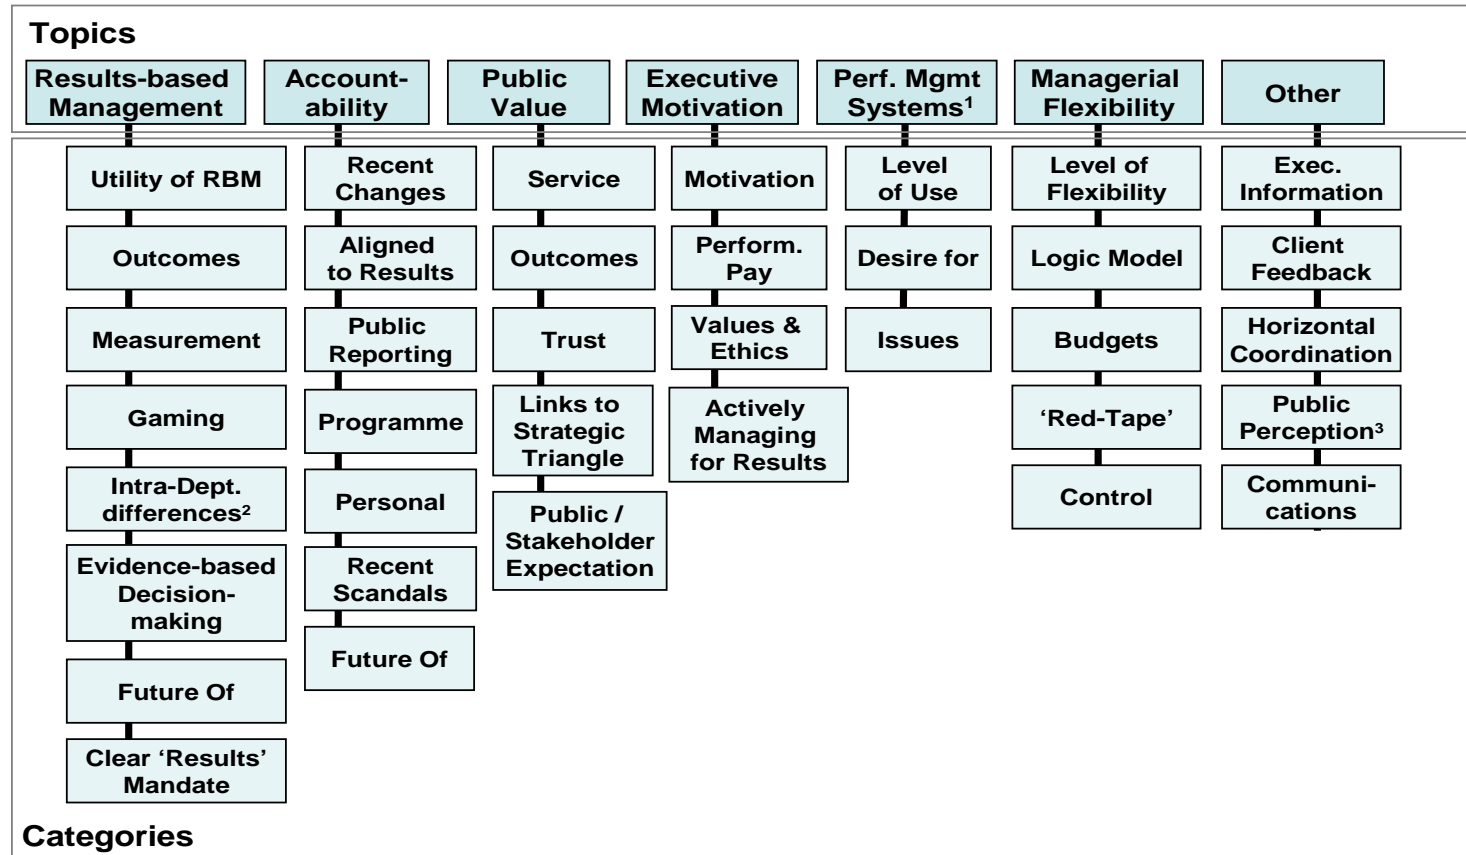 Topics
Results-based
Management
Account-
ability
Public
Value
Executive
Motivation
Perf. Mgmt
Systems¹
Managerial
Flexibility
Other
Utility of RBM
Outcomes
Measurement
Gaming
Intra-Dept.
differences²
Evidence-based
Decision-
making
Future Of
Clear ‘Results’
Mandate
Recent
Changes
Aligned
to Results
Public
Reporting
Programme
Personal
Recent
Scandals
Future Of
Service
Outcomes
Trust
Links to
Strategic
Triangle
Public /
Stakeholder
Expectation
Motivation
Perform.
Pay
Values &
Ethics
Actively
Managing
for Results
Level
of Use
Desire for
Issues
Level of
Flexibility
Logic Model
Budgets
‘Red-Tape’
Control
Exec.
Information
Client
Feedback
Horizontal
Coordination
Public
Perception³
Communi-
cations
Categories